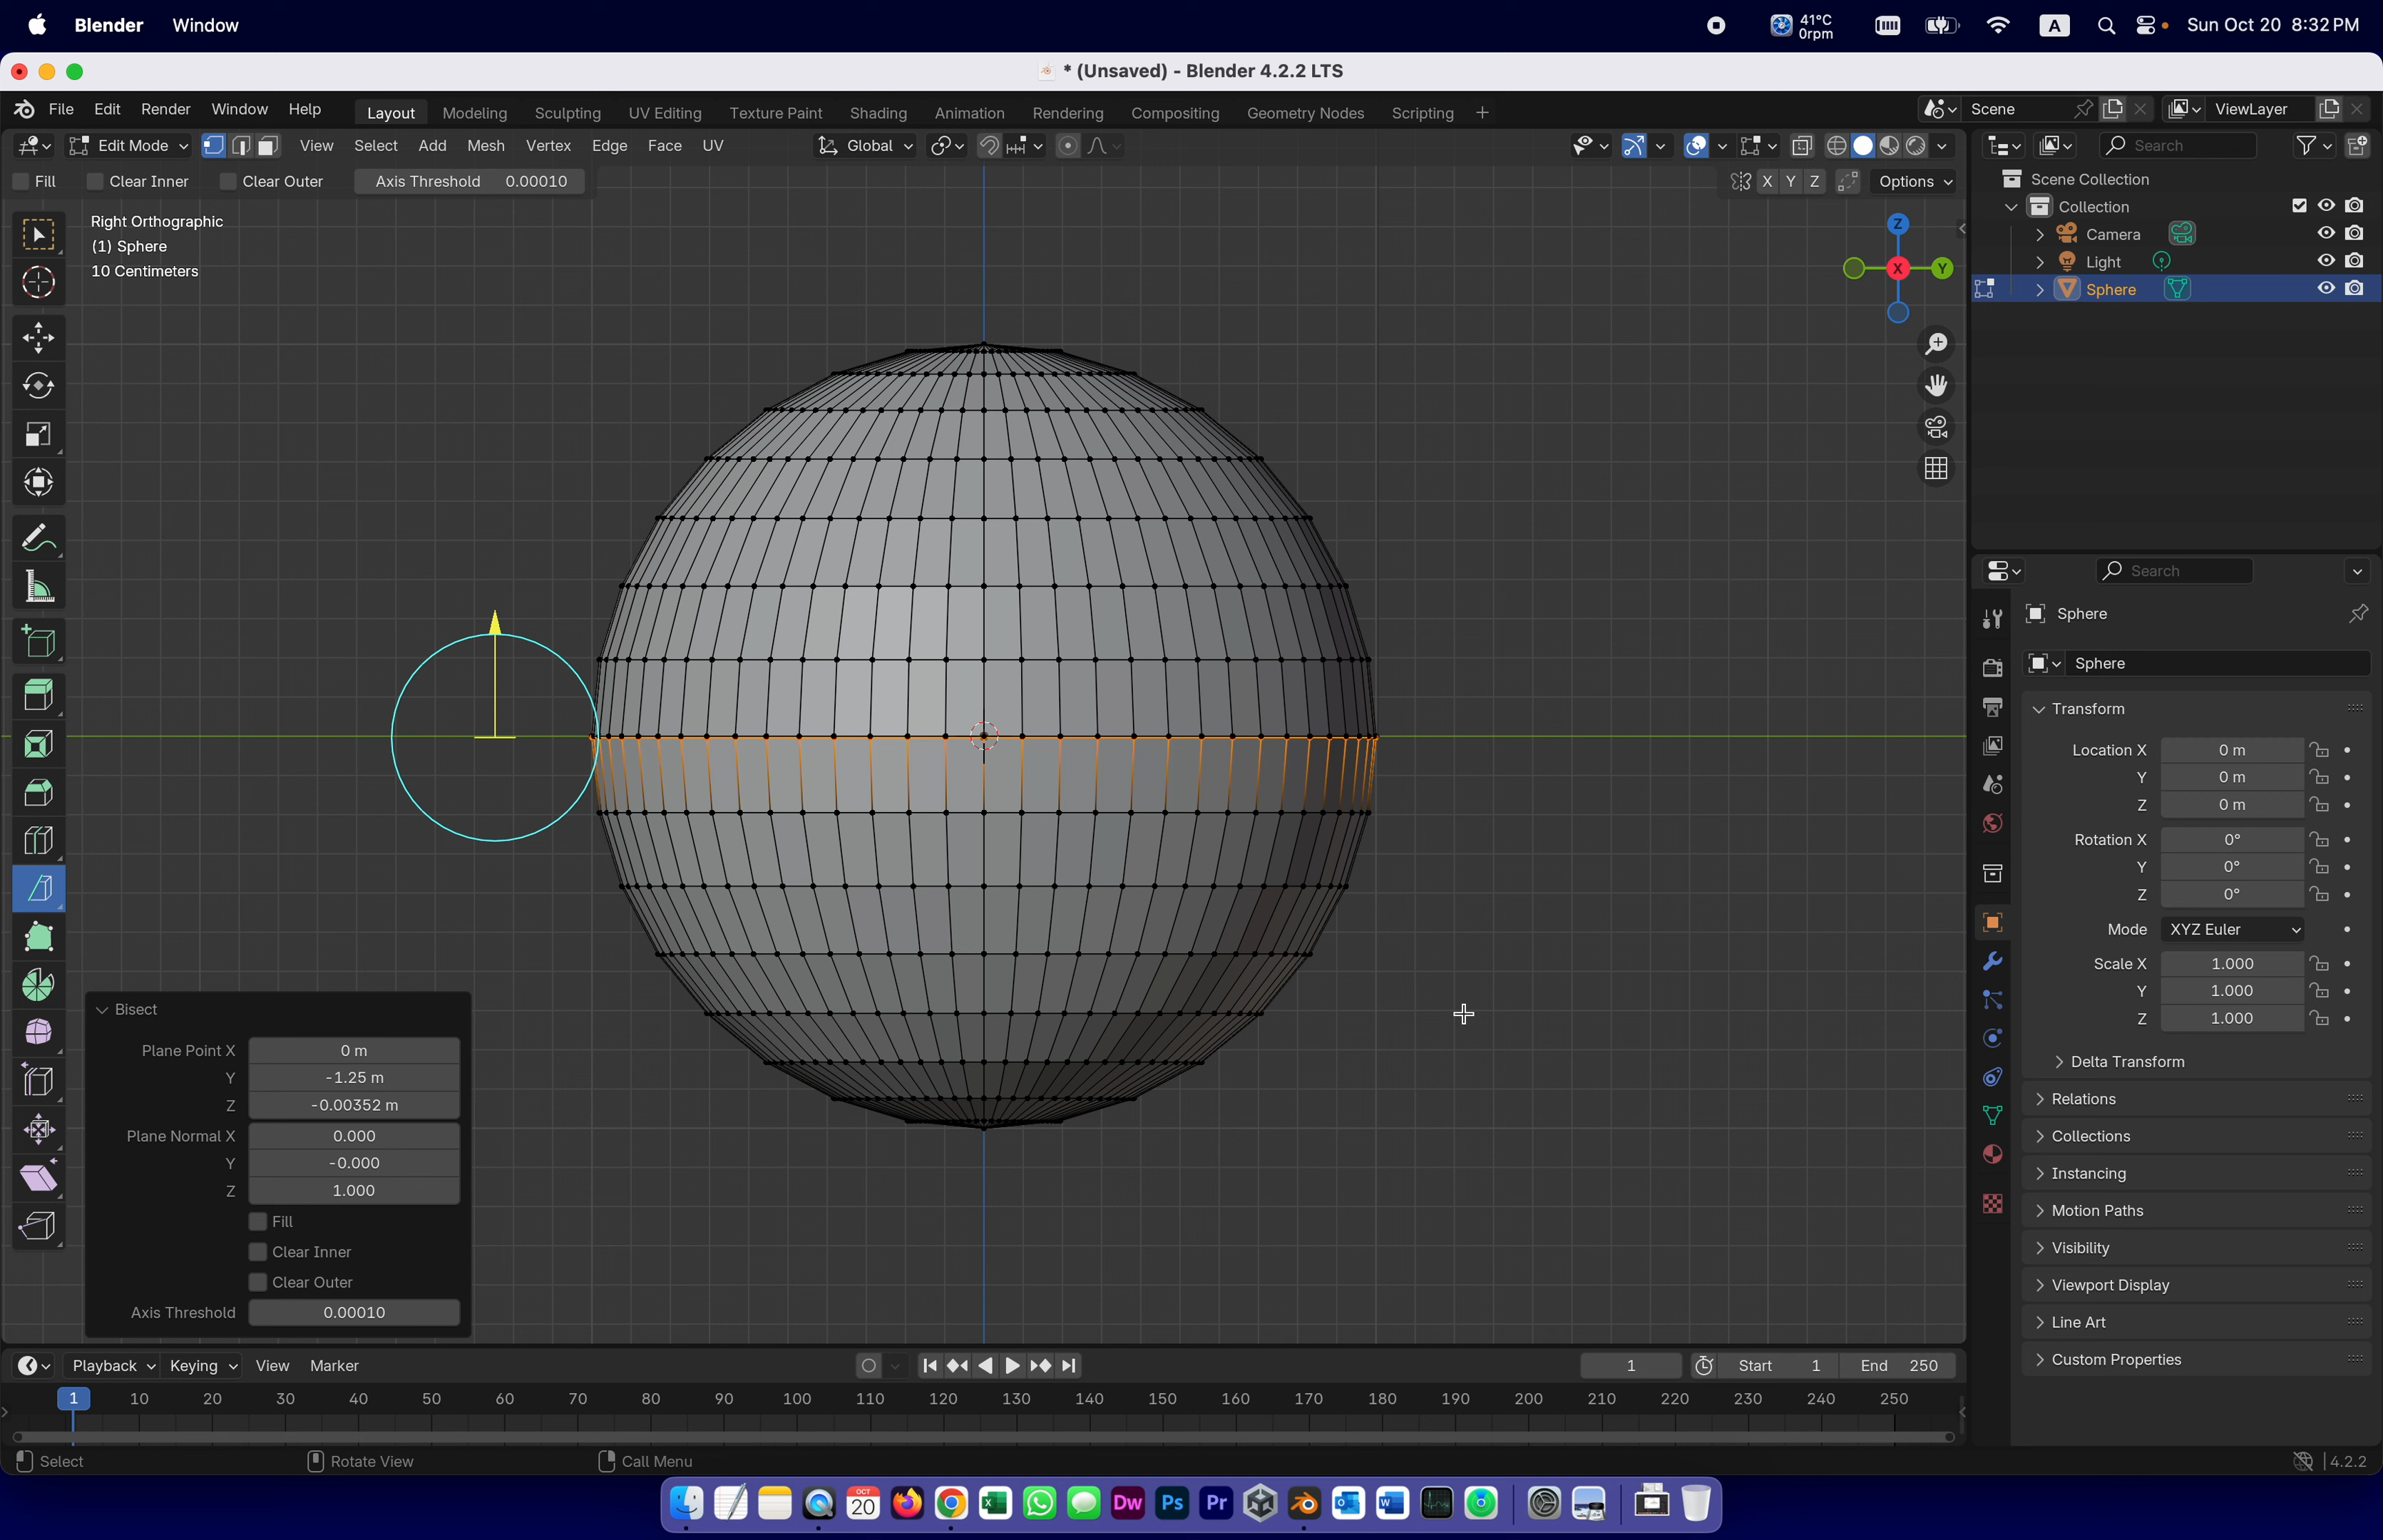 Blender Window 41°C 0rpm A Sun Oct 20 8:32 PM
* (Unsaved) - Blender 4.2.2 LTS
File Edit Render Window Help Layout Modeling Sculpting UV Editing Texture Paint Shading Animation Rendering Compositing Geometry Nodes Scripting + Scene ViewLayer
Edit Mode View Select Add Mesh Vertex Edge Face UV Global Search
Fill Clear Inner Clear Outer Axis Threshold 0.00010 X Y Z Options
Right Orthographic
(1) Sphere
10 Centimeters
Z
X Y
Scene Collection
Collection
Camera
Light
Sphere
Search
Sphere
Sphere
Transform
Location X 0 m
Y 0 m
Z 0 m
Rotation X 0°
Y 0°
Z 0°
Mode XYZ Euler
Scale X 1.000
Y 1.000
Z 1.000
Delta Transform
Relations
Collections
Instancing
Motion Paths
Visibility
Viewport Display
Line Art
Custom Properties
Bisect
Plane Point X 0 m
Y -1.25 m
Z -0.00352 m
Plane Normal X 0.000
Y -0.000
Z 1.000
Fill
Clear Inner
Clear Outer
Axis Threshold 0.00010
Playback Keying View Marker 1 Start 1 End 250
1 10 20 30 40 50 60 70 80 90 100 110 120 130 140 150 160 170 180 190 200 210 220 230 240 250
Select Rotate View Call Menu 4.2.2
OCT
20 Dw Ps Pr